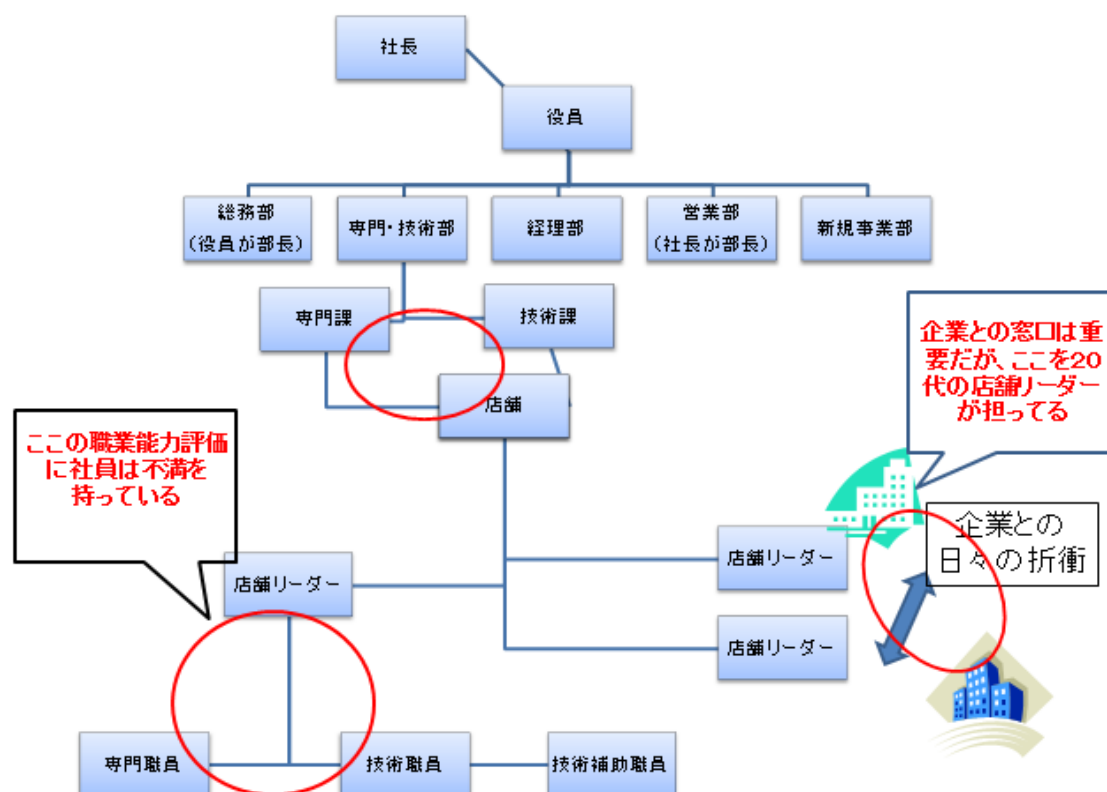 社長
役員
総務部
（役員が部長）
専門・技術部
経理部
営業部
（社長が部長）
新規事業部
専門課
技術課
店舗
企業との窓口は重
要だが、ここを20
代の店舗リーダー
が担ってる
ここの職業能力評価
に社員は不満を
持っている
企業との
日々の折衝
店舗リーダー
店舗リーダー
店舗リーダー
専門職員
技術職員
技術補助職員